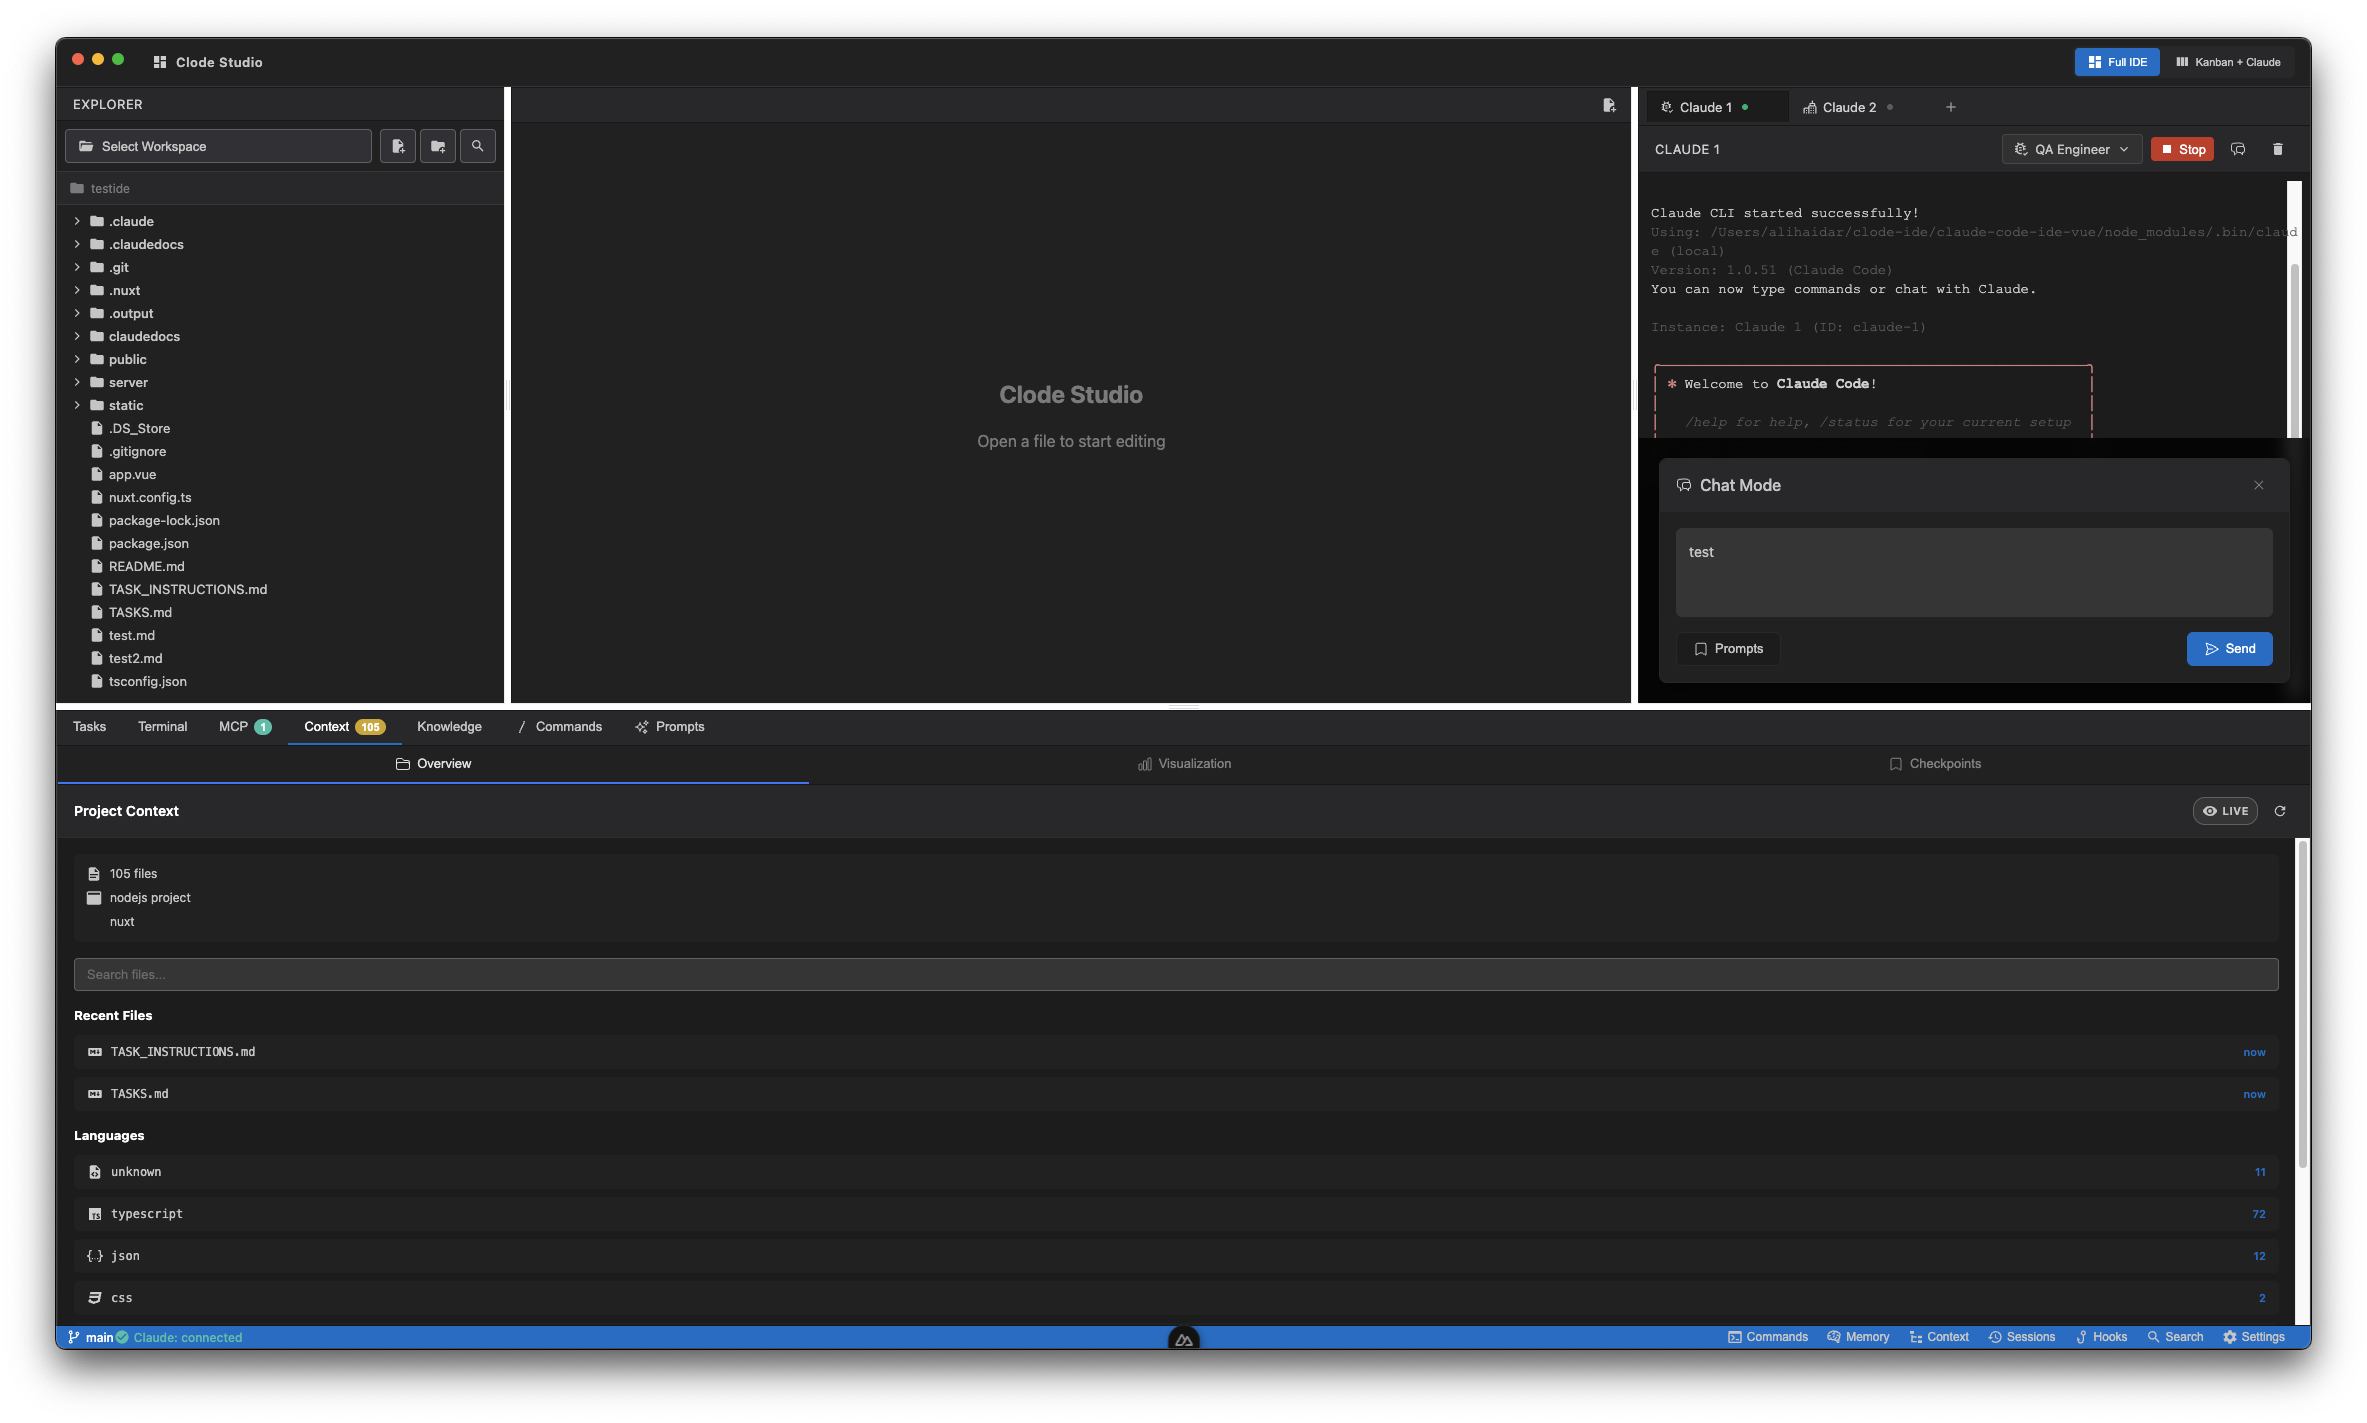 Clode Studio
Full IDE
Kanban + Claude
EXPLORER
Select Workspace
testide
.claude
.claudedocs
.git
.nuxt
.output
claudedocs
public
server
static
.DS_Store
.gitignore
app.vue
nuxt.config.ts
package-lock.json
package.json
README.md
TASK_INSTRUCTIONS.md
TASKS.md
test.md
test2.md
tsconfig.json
Clode Studio
Open a file to start editing
Claude 1
Claude 2
CLAUDE 1
QA Engineer
Stop
Claude CLI started successfully!
Using: /Users/alihaidar/clode-ide/claude-code-ide-vue/node_modules/.bin/claud
e (local)
Version: 1.0.51 (Claude Code)
You can now type commands or chat with Claude.
Instance: Claude 1 (ID: claude-1)
* Welcome to Claude Code!
/help for help, /status for your current setup
Chat Mode
test
Prompts
Send
Tasks
Terminal
MCP 1
Context 105
Knowledge
/ Commands
Prompts
Overview
Visualization
Checkpoints
Project Context
LIVE
105 files
nodejs project
nuxt
Search files...
Recent Files
TASK_INSTRUCTIONS.md now
TASKS.md now
Languages
unknown 11
typescript 72
{..} json 12
css 2
main Claude: connected
Commands
Memory
Context
Sessions
Hooks
Search
Settings